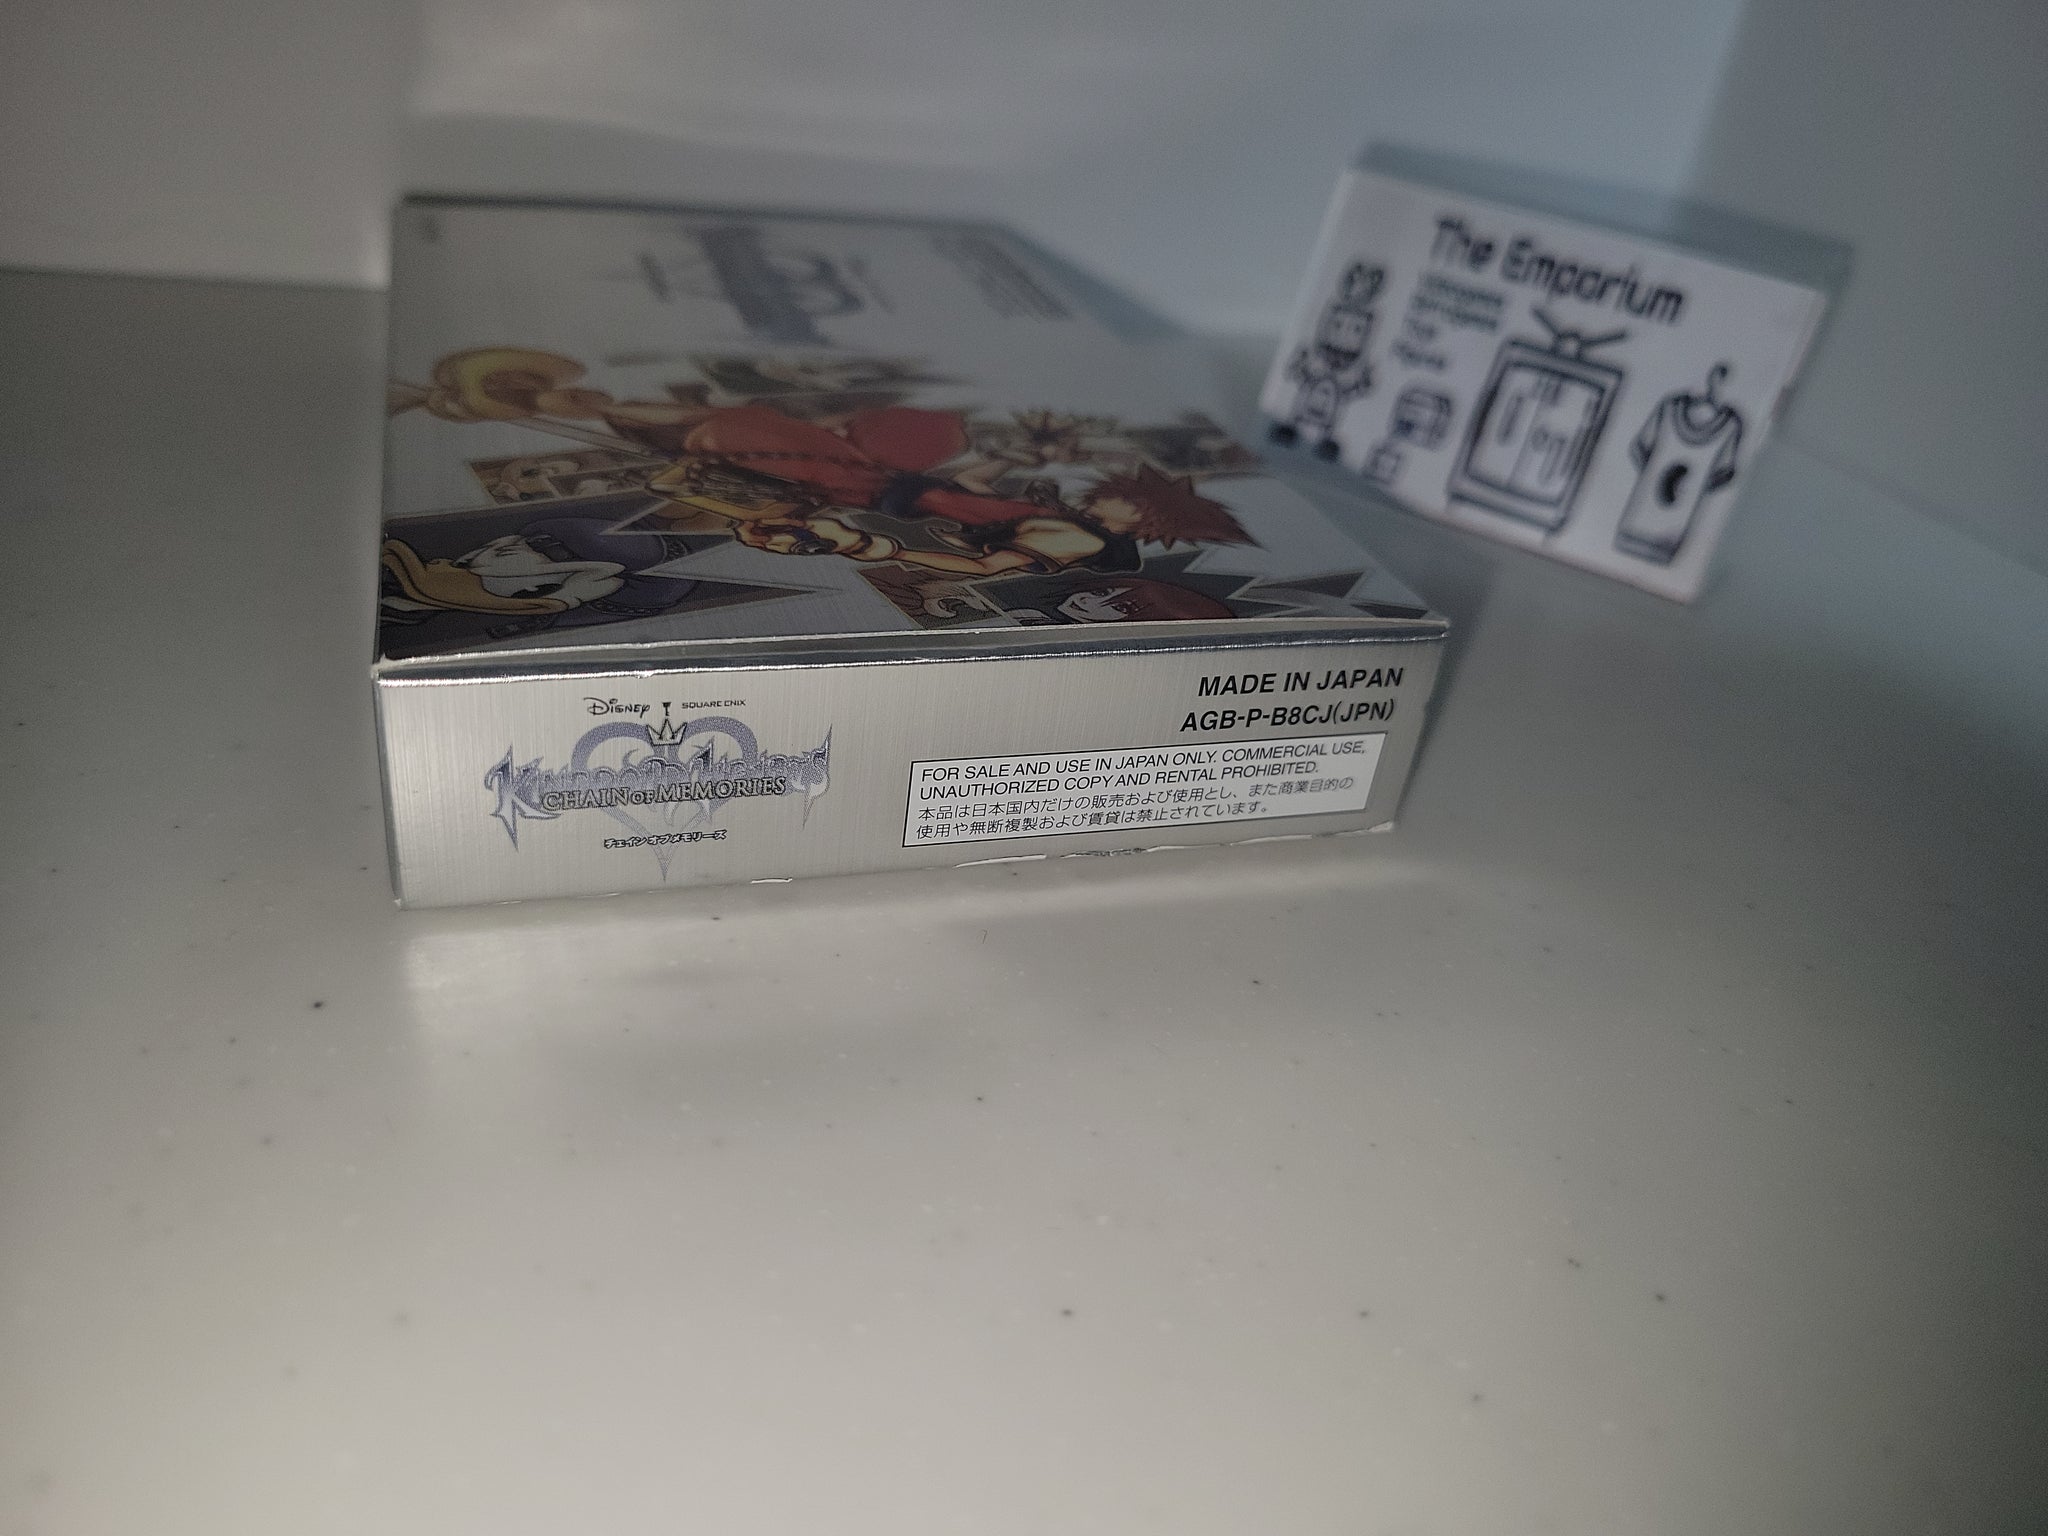 The Emporium
Disney SQUARE ENIX
KINGDOM HEARTS
CHAIN OF MEMORIES
チェイン オブ メモリーズ
MADE IN JAPAN
AGB-P-B8CJ(JPN)
FOR SALE AND USE IN JAPAN ONLY. COMMERCIAL USE,
UNAUTHORIZED COPY AND RENTAL PROHIBITED.
本品は日本国内だけの販売および使用とし、また商業目的の
使用や無断複製および賃貸は禁止されています。